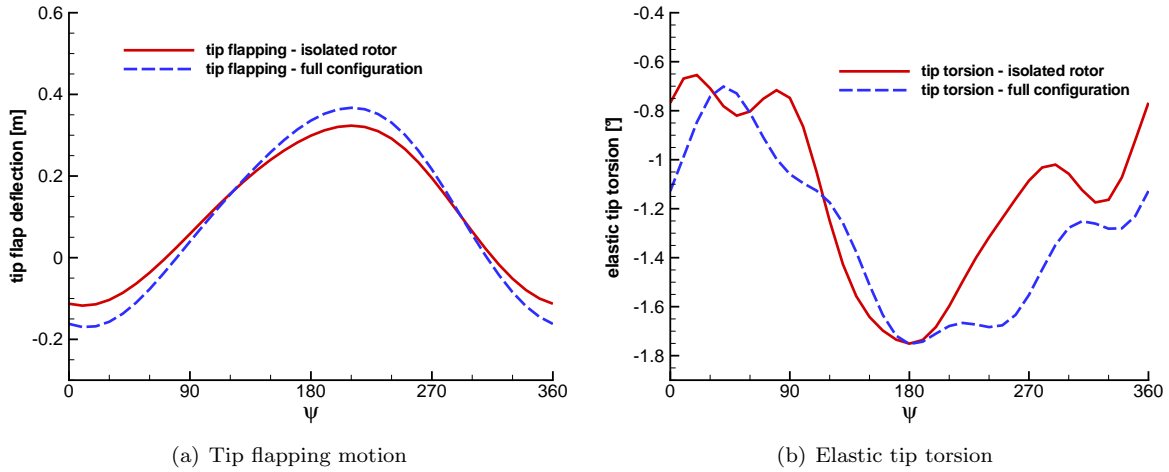 0.6
0.4
0.2
0
-0.2
tip flap deflection [m]
tip flapping - isolated rotor
tip flapping - full configuration
0
90
180
270
360
ψ
(a) Tip flapping motion
-0.4
-0.6
-0.8
-1
-1.2
-1.4
-1.6
-1.8
elastic tip torsion [°]
tip torsion - isolated rotor
tip torsion - full configuration
0
90
180
270
360
ψ
(b) Elastic tip torsion